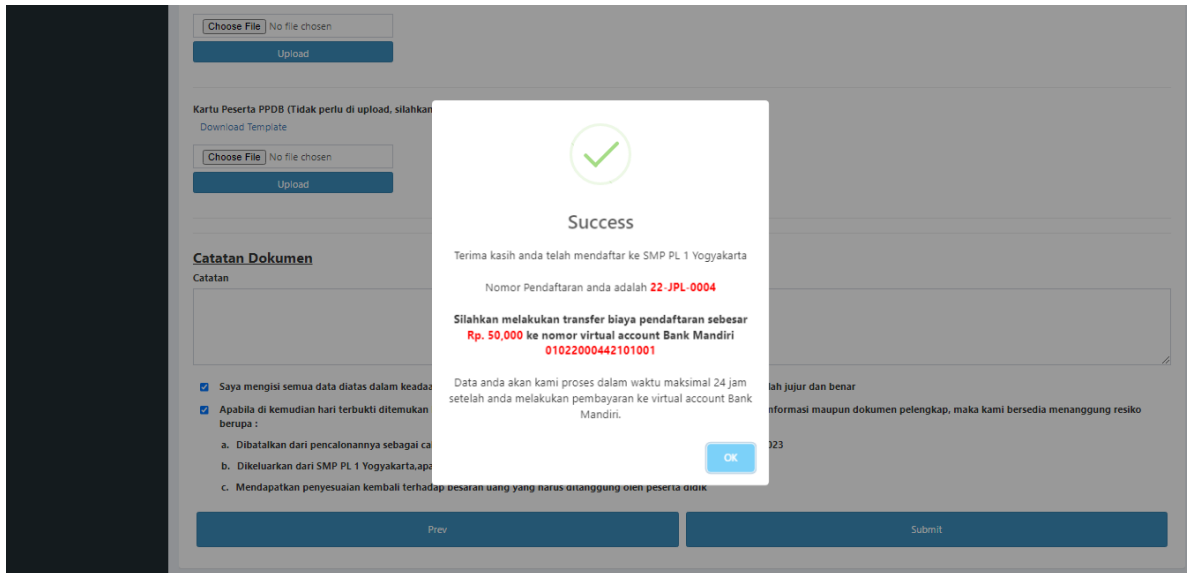 Choose File No file chosen
Upload
Kartu Peserta PPDB (Tidak perlu di upload, silahkan
Download Template
Choose File No file chosen
Upload
Catatan Dokumen
Catatan
Success
Terima kasih anda telah mendaftar ke SMP PL 1 Yogyakarta
Nomor Pendaftaran anda adalah 22-JPL-0004
Silahkan melakukan transfer biaya pendaftaran sebesar
Rp. 50,000 ke nomor virtual account Bank Mandiri
01022000442101001
Data anda akan kami proses dalam waktu maksimal 24 jam
setelah anda melakukan pembayaran ke virtual account Bank
Mandiri.
OK
Saya mengisi semua data diatas dalam jujur dan benar
Apabila di kemudian hari terbukti ditemukan maupun dokumen pelengkap, maka kami bersedia menanggung resiko
berupa :
a. Dibatalkan dari pencalonannya sebagai
b. Dikeluarkan dari SMP PL 1 Yogyakarta,
c. Mendapatkan penyesuaian kembali terhadap besaran uang yang harus ditanggung oleh peserta didik
Prev Submit